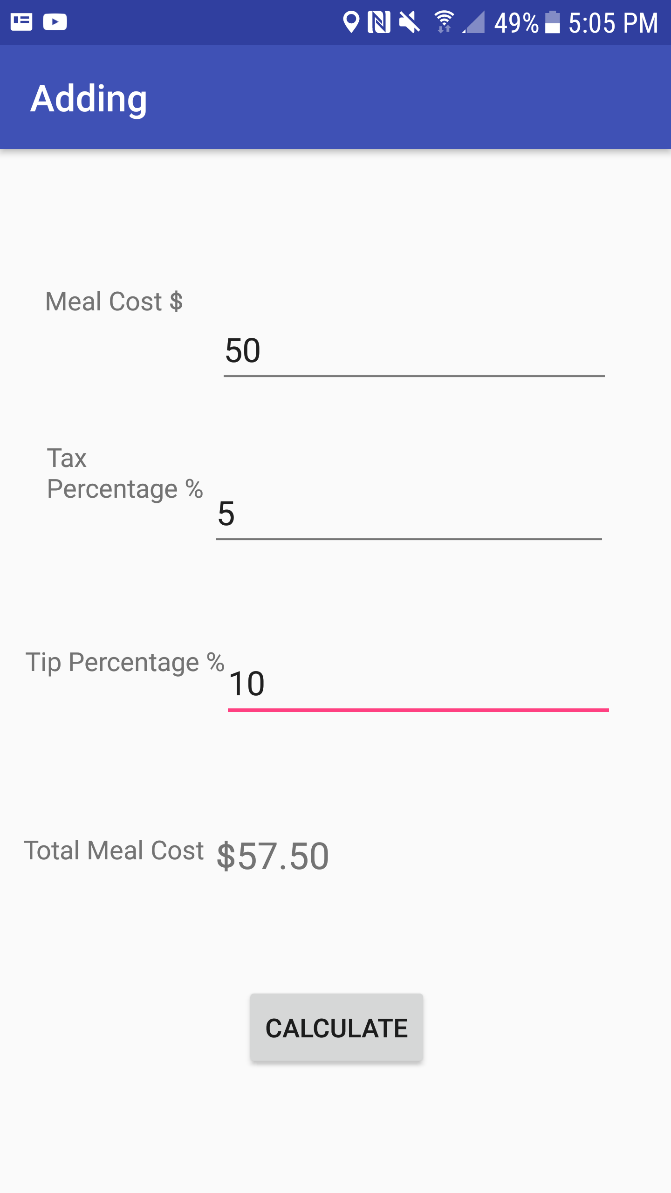 49% 5:05 PM
Adding
Meal Cost $
50
Tax
Percentage %
5
Tip Percentage %
10
Total Meal Cost $57.50
CALCULATE